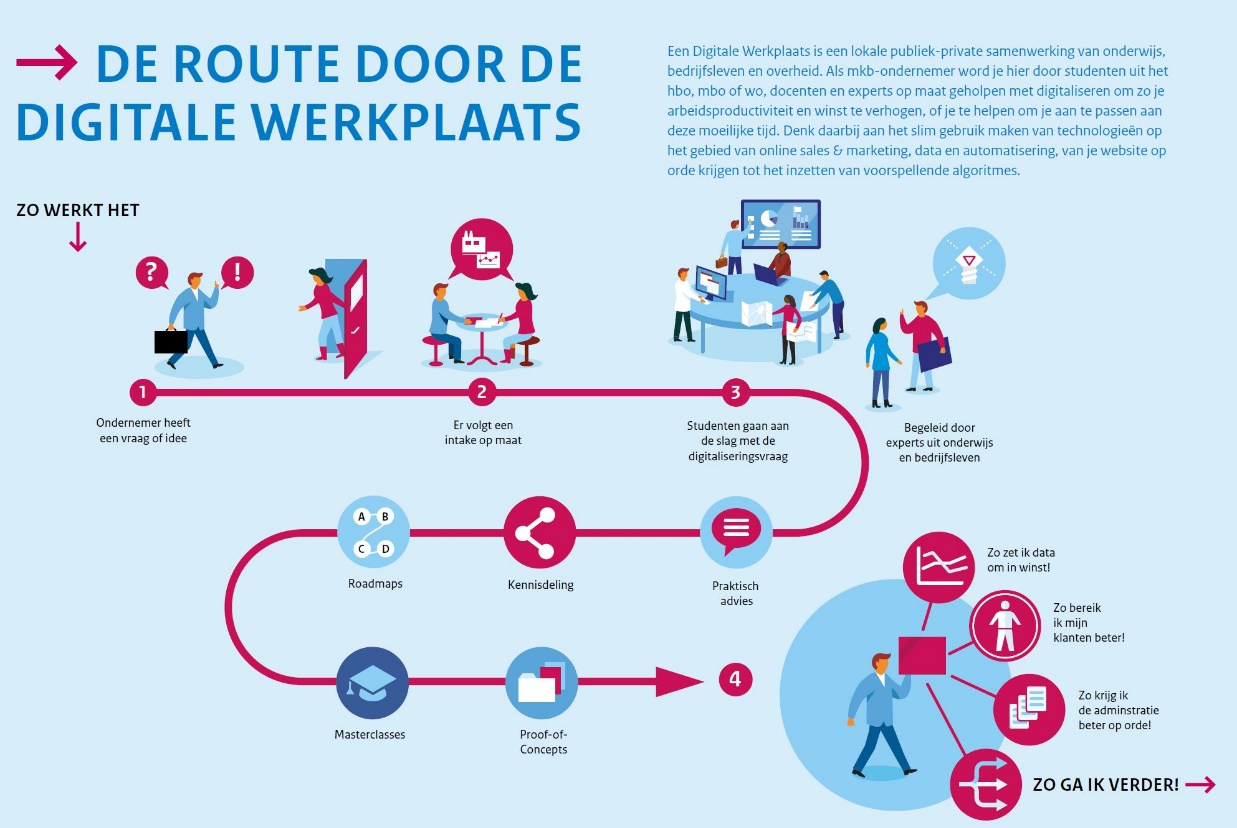 → DE ROUTE DOOR DE
DIGITALE WERKPLAATS
Een Digitale Werkplaats is een lokale publiek-private samenwerking van onderwijs,
bedrijfsleven en overheid. Als mkb-ondernemer word je hier door studenten uit het
hbo, mbo of wo, docenten en experts op maat geholpen met digitaliseren om zo je
arbeidsproductiviteit en winst te verhogen, of je te helpen om je aan te passen aan
deze moeilijke tijd. Denk daarbij aan het slim gebruik maken van technologieën op
het gebied van online sales & marketing, data en automatisering, van je website op
orde krijgen tot het inzetten van voorspellende algoritmes.
ZO WERKT HET
?
!
1
Ondernemer heeft
een vraag of idee
2
Er volgt een
intake op maat
3
Studenten gaan aan
de slag met de
digitaliseringsvraag
Begeleid door
experts uit onderwijs
en bedrijfsleven
A B
C D
Roadmaps
Kennisdeling
Praktisch
advies
Masterclasses
Proof-of-
Concepts
4
Zo zet ik data
om in winst!
Zo bereik
ik mijn
klanten beter!
Zo krijg ik
de adminstratie
beter op orde!
ZO GA IK VERDER! →